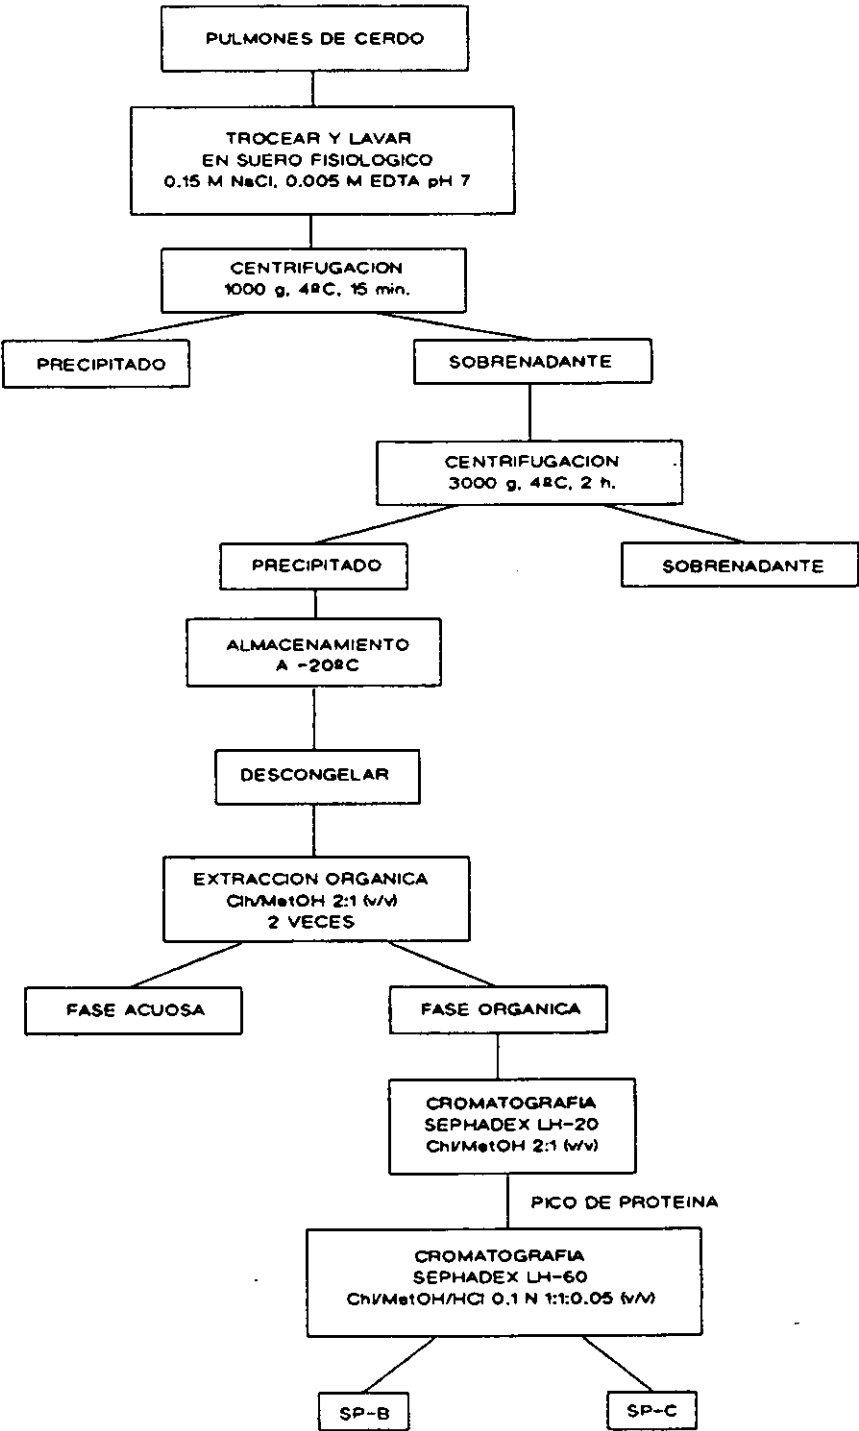 PULMONES DE CERDO
TROCEAR Y LAVAR
EN SUERO FISIOLOGICO
0.15 M NaCl, 0.005 M EDTA pH 7
CENTRIFUGACION
1000 g, 4ºC, 15 min.
PRECIPITADO
SOBRENADANTE
CENTRIFUGACION
3000 g, 4ºC, 2 h.
PRECIPITADO
SOBRENADANTE
ALMACENAMIENTO
A -20ºC
DESCONGELAR
EXTRACCION ORGANICA
Clh/MetOH 2:1 (v/v)
2 VECES
FASE ACUOSA
FASE ORGANICA
CROMATOGRAFIA
SEPHADEX LH-20
Chl/MetOH 2:1 (v/v)
PICO DE PROTEINA
CROMATOGRAFIA
SEPHADEX LH-60
Chl/MetOH/HCl 0.1 N 1:1:0.05 (v/v)
SP-B
SP-C